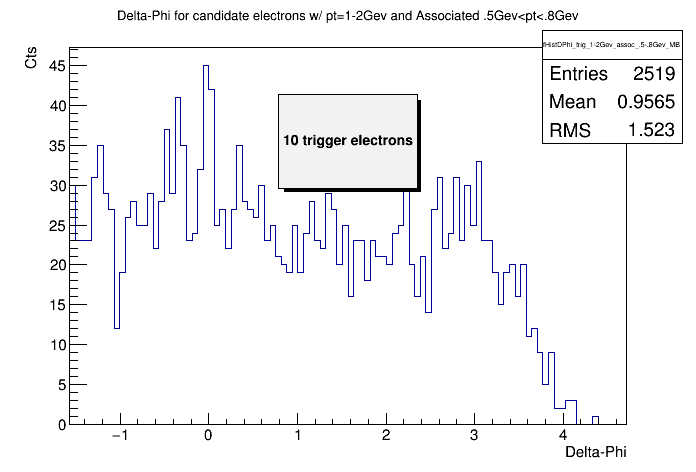 Delta-Phi for candidate electrons w/ pt=1-2Gev and Associated .5Gev<pt<.8Gev
fHistDPhi_trig_1-2Gev_assoc_.5-.8Gev_MB
Entries 2519
Mean 0.9565
RMS 1.523
10 trigger electrons
Cts
45
40
35
30
25
20
15
10
5
0
−1 0 1 2 3 4
Delta-Phi